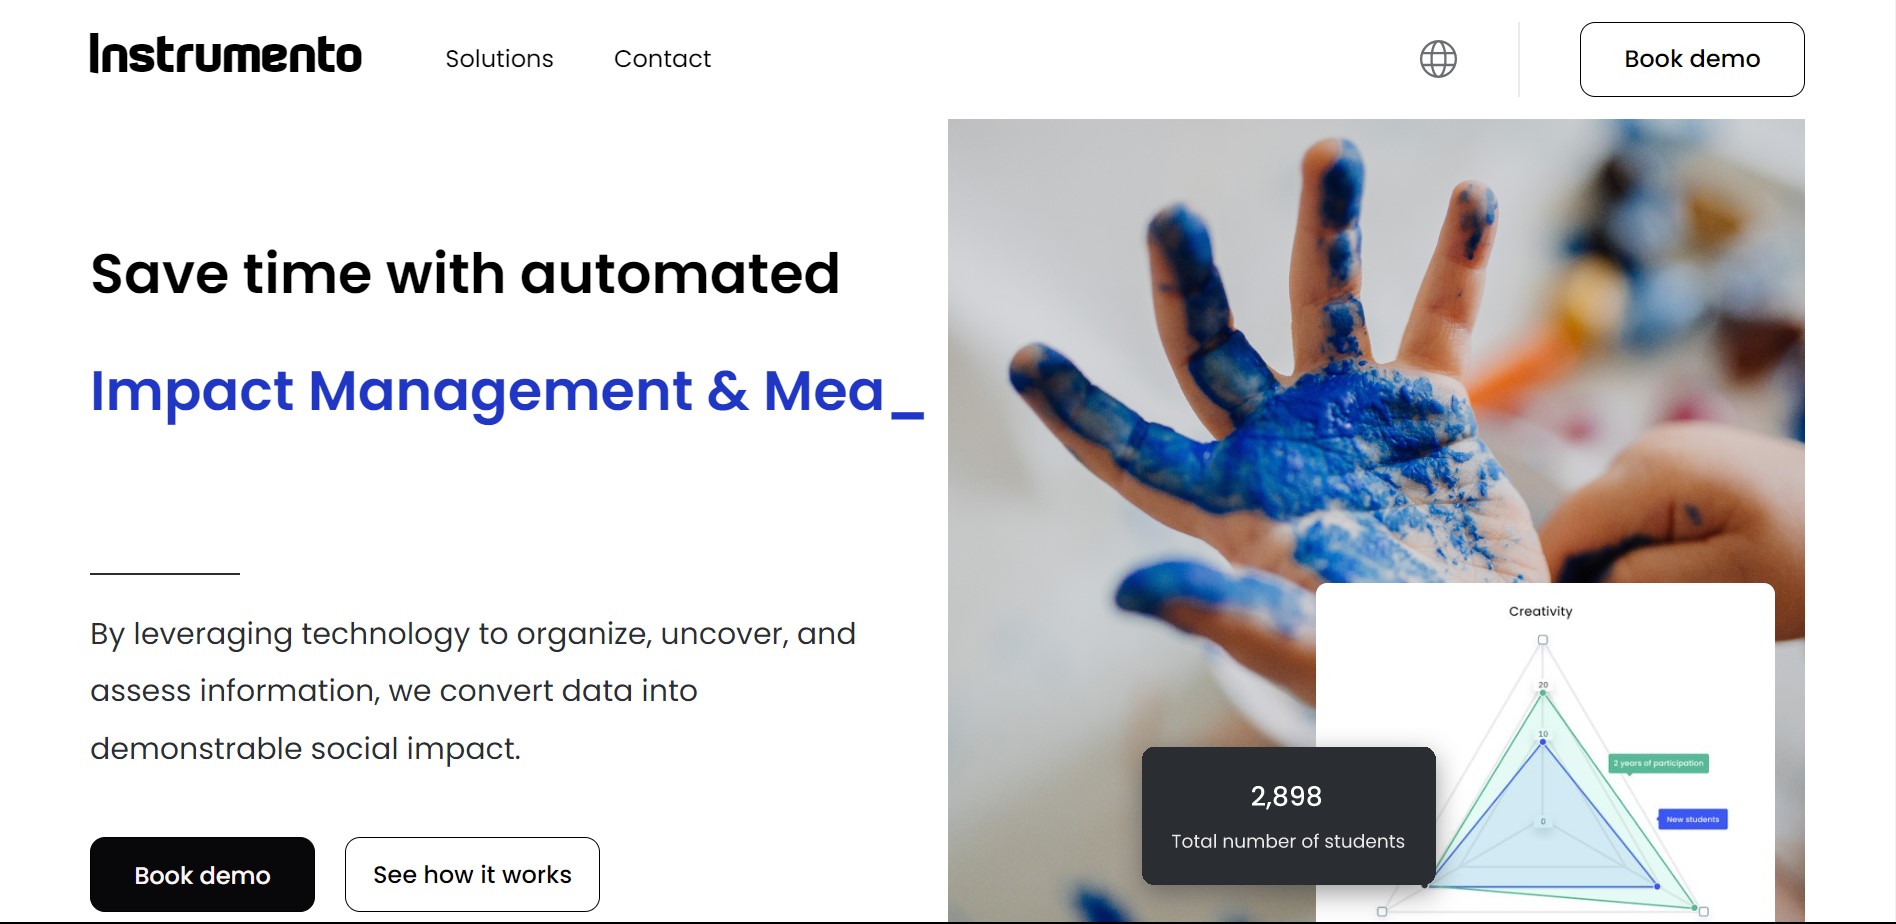 Instrumento
Solutions
Contact
Book demo
Save time with automated
Impact Management & Mea_
By leveraging technology to organize, uncover, and
assess information, we convert data into
demonstrable social impact.
Book demo
See how it works
Creativity
20
10
0
2 years of participation
New students
2,898
Total number of students